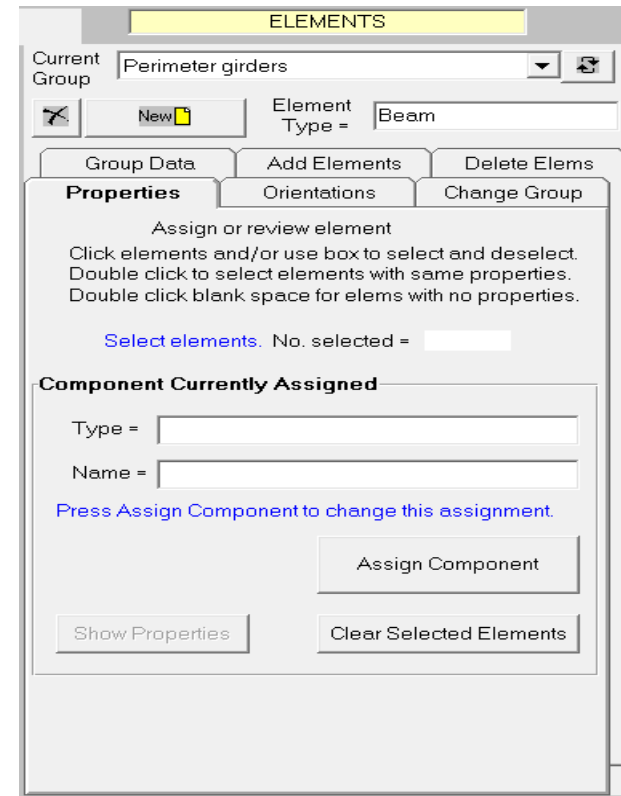 ELEMENTS
Current Group
Perimeter girders
New
Element Type =
Beam
Group Data
Add Elements
Delete Elems
Properties
Orientations
Change Group
Assign or review element
Click elements and/or use box to select and deselect.
Double click to select elements with same properties.
Double click blank space for elems with no properties.
Select elements. No. selected =
Component Currently Assigned
Type =
Name =
Press Assign Component to change this assignment.
Assign Component
Show Properties
Clear Selected Elements